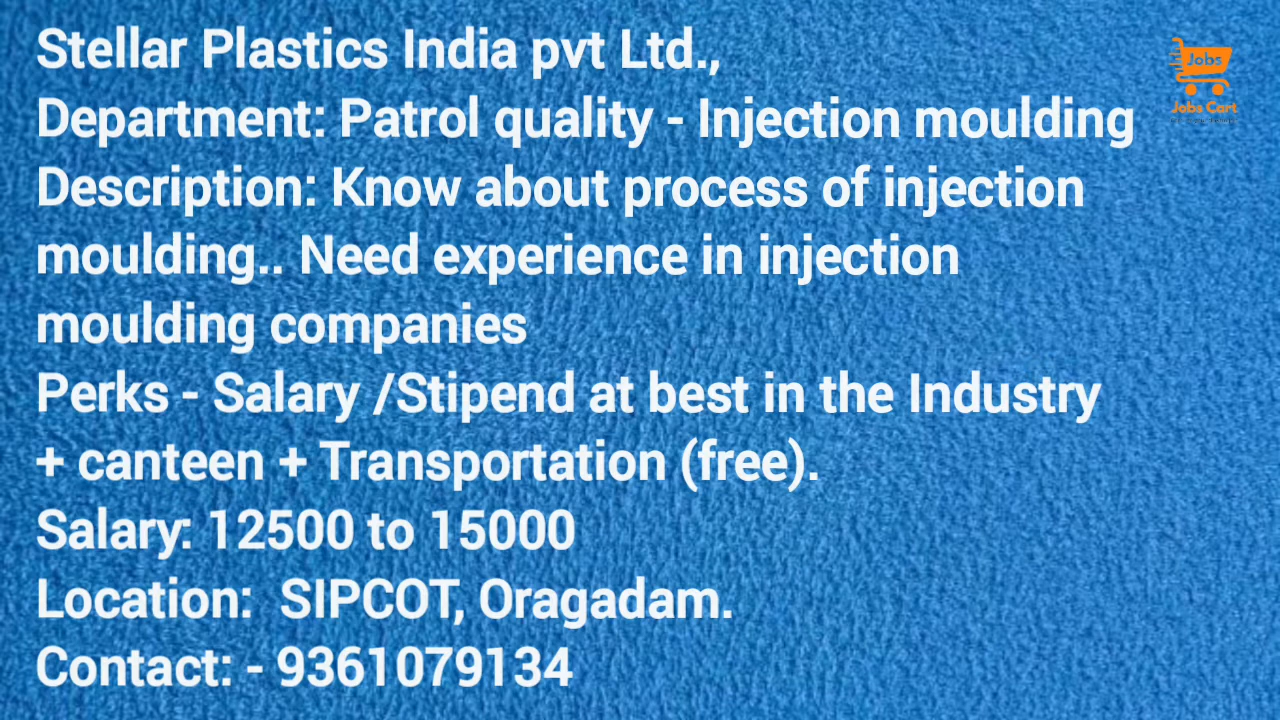 Stellar Plastics India pvt Ltd.,
Department: Patrol quality - Injection moulding
Description: Know about process of injection
moulding.. Need experience in injection
moulding companies
Perks - Salary /Stipend at best in the Industry
+ canteen + Transportation (free).
Salary: 12500 to 15000
Location:  SIPCOT, Oragadam.
Contact: - 9361079134
Jobs
Jobs Cart